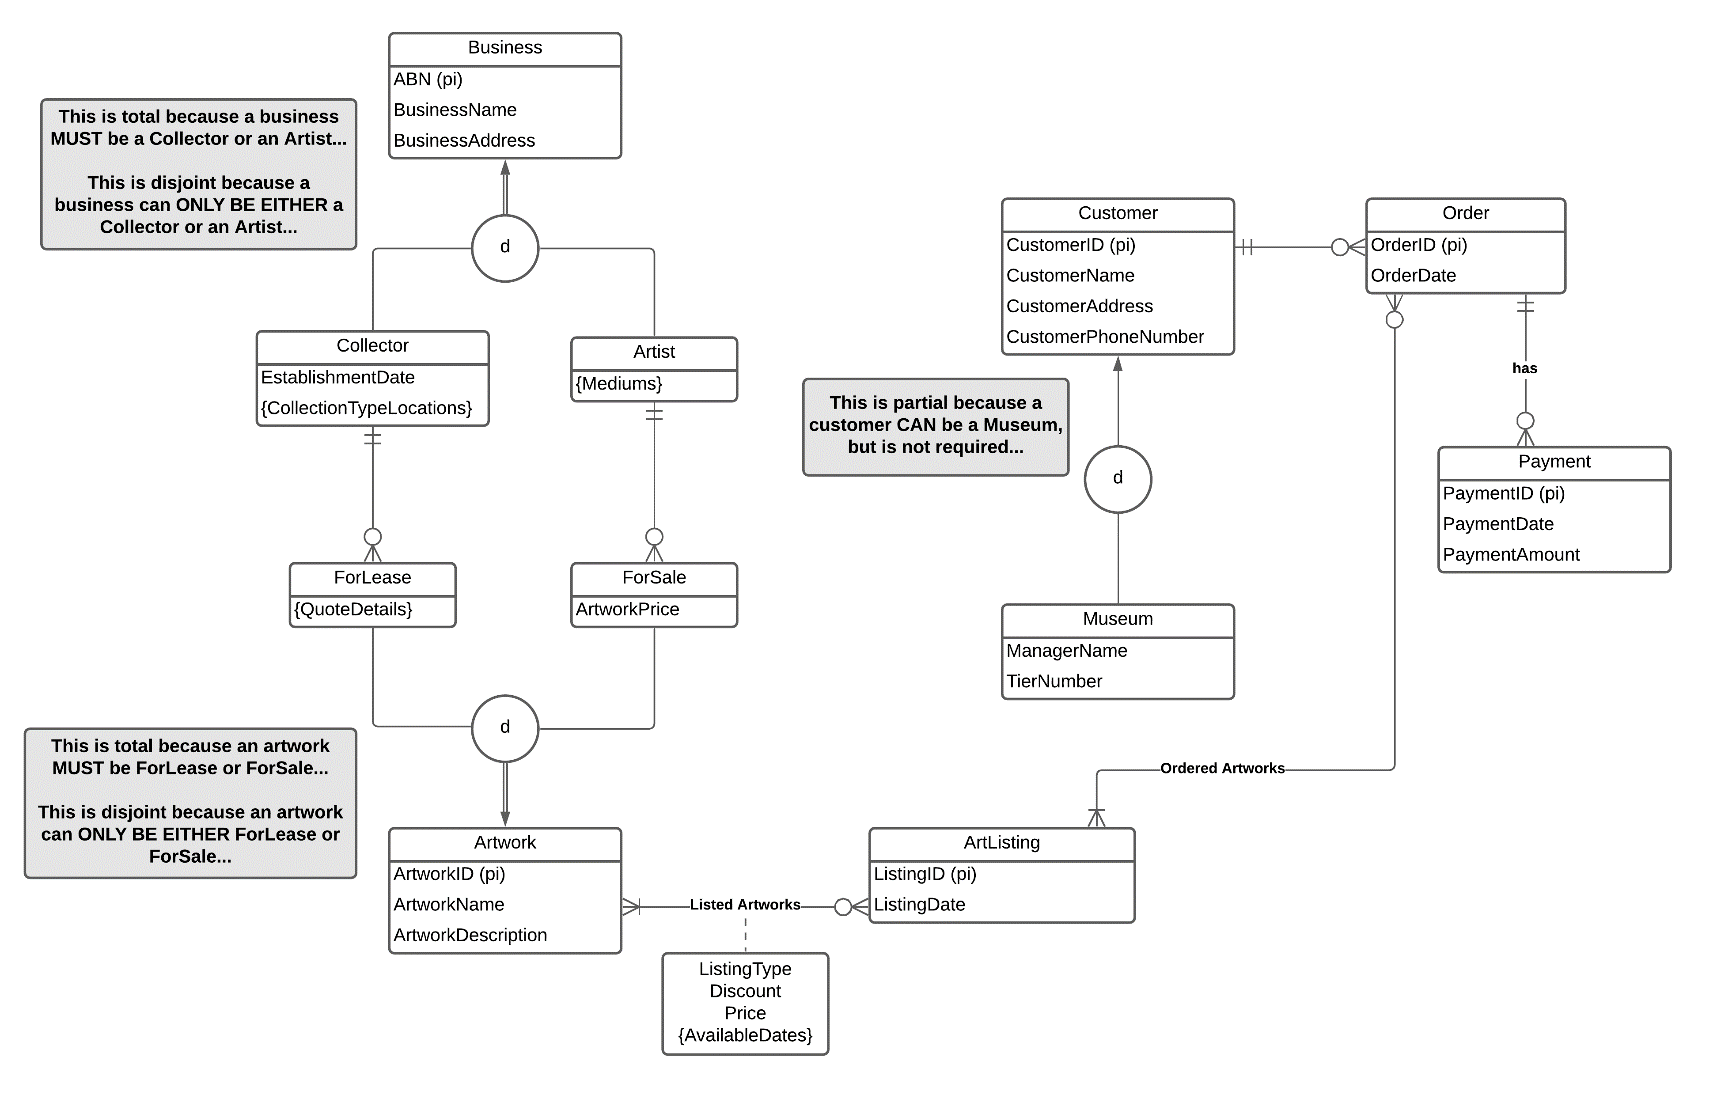 Business
ABN (pi)
BusinessName
BusinessAddress
This is total because a business
MUST be a Collector or an Artist...
This is disjoint because a
business can ONLY BE EITHER a
Collector or an Artist...
d
Collector
EstablishmentDate
{CollectionTypeLocations}
Artist
{Mediums}
ForLease
{QuoteDetails}
ForSale
ArtworkPrice
d
This is total because an artwork
MUST be ForLease or ForSale...
This is disjoint because an artwork
can ONLY BE EITHER ForLease or
ForSale...
Artwork
ArtworkID (pi)
ArtworkName
ArtworkDescription
Listed Artworks
ListingType
Discount
Price
{AvailableDates}
ArtListing
ListingID (pi)
ListingDate
Ordered Artworks
Customer
CustomerID (pi)
CustomerName
CustomerAddress
CustomerPhoneNumber
This is partial because a
customer CAN be a Museum,
but is not required...
d
Museum
ManagerName
TierNumber
Order
OrderID (pi)
OrderDate
has
Payment
PaymentID (pi)
PaymentDate
PaymentAmount